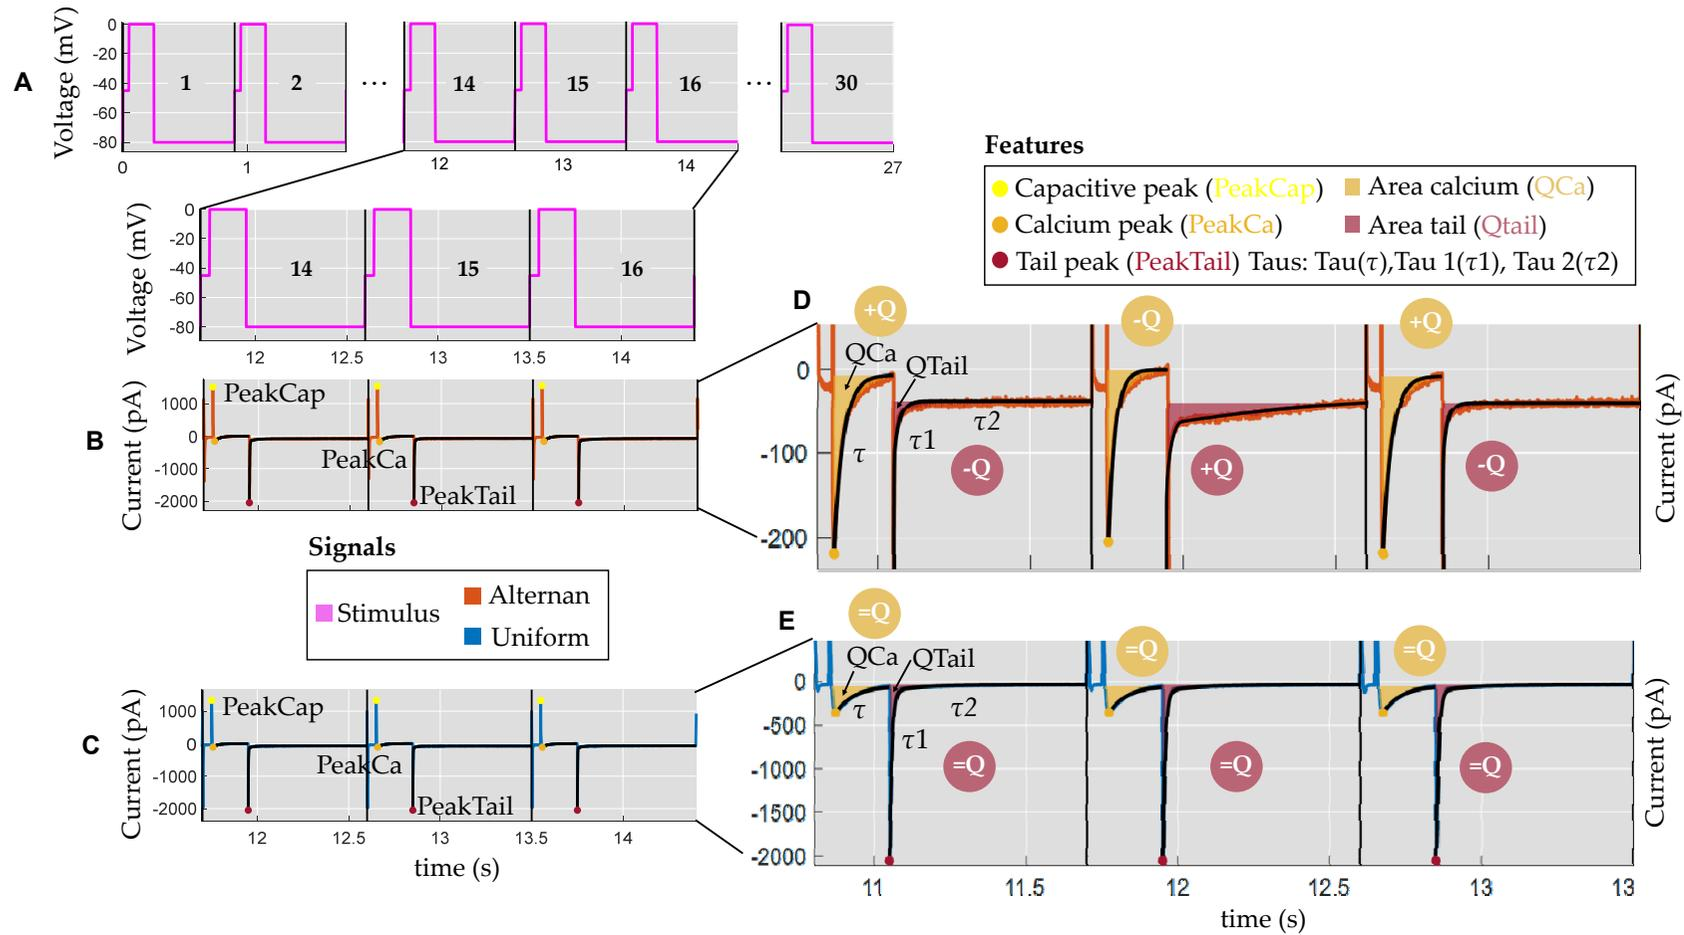 A
Voltage (mV)
0
-20
-40
-60
-80
1
2
...
14
15
16
...
30
0
1
12
13
14
27
Voltage (mV)
0
-20
-40
-60
-80
14
15
16
12
12.5
13
13.5
14
Features
Capacitive peak (PeakCap)
Area calcium (QCa)
Calcium peak (PeakCa)
Area tail (Qtail)
Tail peak (PeakTail) Taus: Tau(τ),Tau 1(τ1), Tau 2(τ2)
B
Current (pA)
1000
0
-1000
-2000
PeakCap
PeakCa
PeakTail
D
+Q
-Q
+Q
QCa
QTail
τ
τ1
τ2
-Q
+Q
-Q
0
-100
-200
Current (pA)
Signals
Stimulus
Alternan
Uniform
C
Current (pA)
1000
0
-1000
-2000
PeakCap
PeakCa
PeakTail
12
12.5
13
13.5
14
time (s)
E
=Q
=Q
=Q
QCa
QTail
τ
τ2
τ1
=Q
=Q
=Q
0
-500
-1000
-1500
-2000
Current (pA)
11
11.5
12
12.5
13
13
time (s)